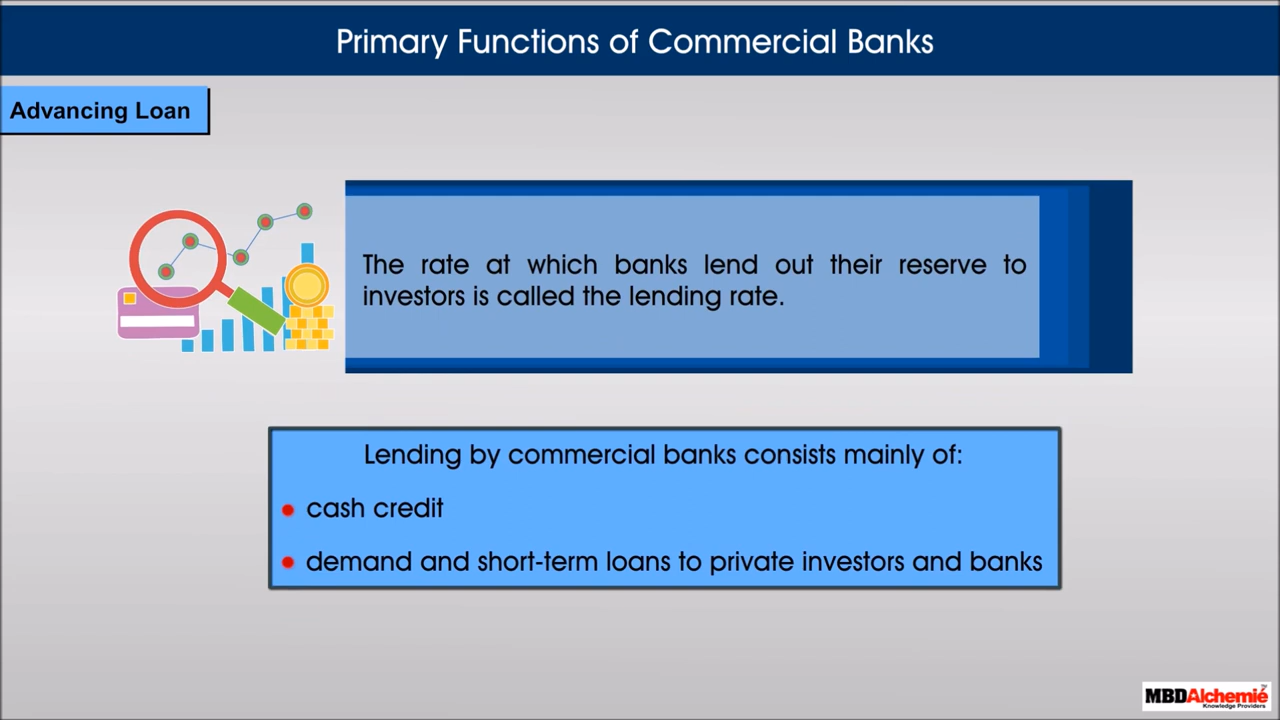 Primary Functions of Commercial Banks
Advancing Loan
The rate at which banks lend out their reserve to
investors is called the lending rate.
Lending by commercial banks consists mainly of:
cash credit
demand and short-term loans to private investors and banks
MBDAlchemié
Knowledge Providers